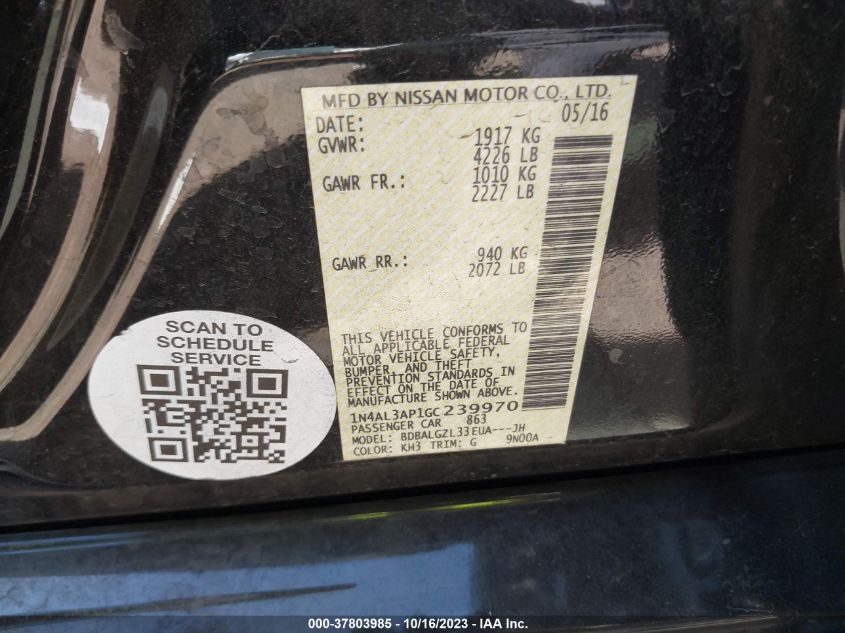 MFD BY NISSAN MOTOR CO., LTD.
DATE: 05/16
GVWR: 1917 KG
4226 LB
GAWR FR.: 1010 KG
2227 LB
GAWR RR.: 940 KG
2072 LB
THIS VEHICLE CONFORMS TO
ALL APPLICABLE FEDERAL
MOTOR VEHICLE SAFETY,
BUMPER, AND THEFT
PREVENTION STANDARDS IN
EFFECT ON THE DATE OF
MANUFACTURE SHOWN ABOVE.
1N4AL3AP1GC239970
PASSENGER CAR 863
MODEL: BDBALGZL33EUA---JH
COLOR: KH3 TRIM: G 9N00A
SCAN TO
SCHEDULE
SERVICE
000-37803985 - 10/16/2023 - IAA Inc.